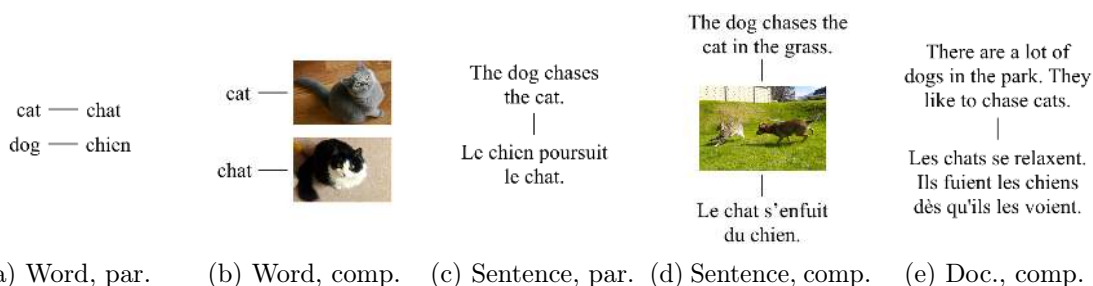 cat chat
dog chien
cat
chat
The dog chases
the cat.
Le chien poursuit
le chat.
The dog chases the
cat in the grass.
Le chat s'enfuit
du chien.
There are a lot of
dogs in the park. They
like to chase cats.
Les chats se relaxent.
Ils fuient les chiens
dès qu'ils les voient.
a) Word, par. (b) Word, comp. (c) Sentence, par. (d) Sentence, comp. (e) Doc., comp.